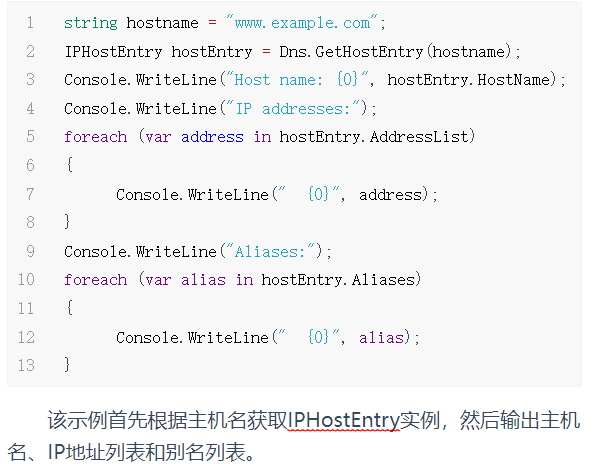 1 string hostname = "www.example.com";
2 IPHostEntry hostEntry = Dns.GetHostEntry(hostname);
3 Console.WriteLine("Host name: {0}", hostEntry.HostName);
4 Console.WriteLine("IP addresses:");
5 foreach (var address in hostEntry.AddressList)
6 {
7 Console.WriteLine("  {0}", address);
8 }
9 Console.WriteLine("Aliases:");
10 foreach (var alias in hostEntry.Aliases)
11 {
12 Console.WriteLine("  {0}", alias);
13 }
该示例首先根据主机名获取IPHostEntry实例，然后输出主机
名、IP地址列表和别名列表。